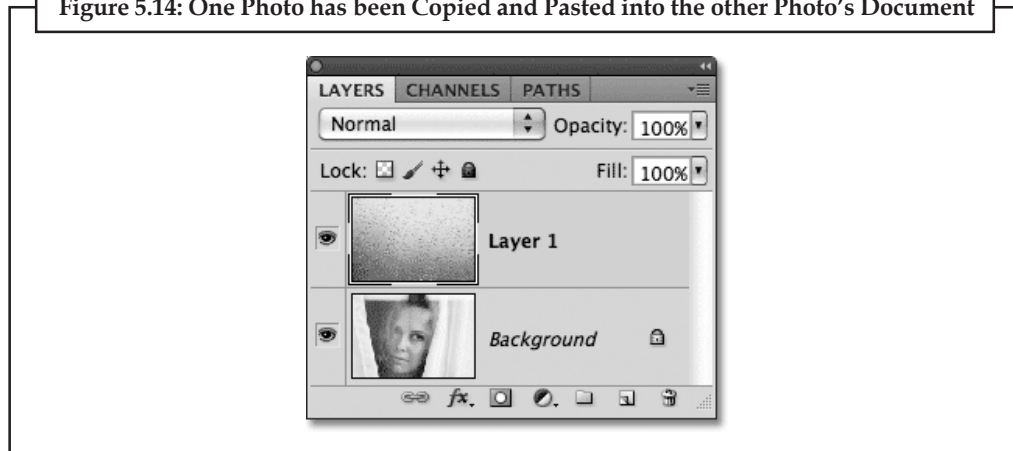 Figure 5.14: One Photo has been Copied and Pasted into the other Photo's Document
LAYERS CHANNELS PATHS
Normal Opacity: 100%
Lock: Fill: 100%
Layer 1
Background
fx